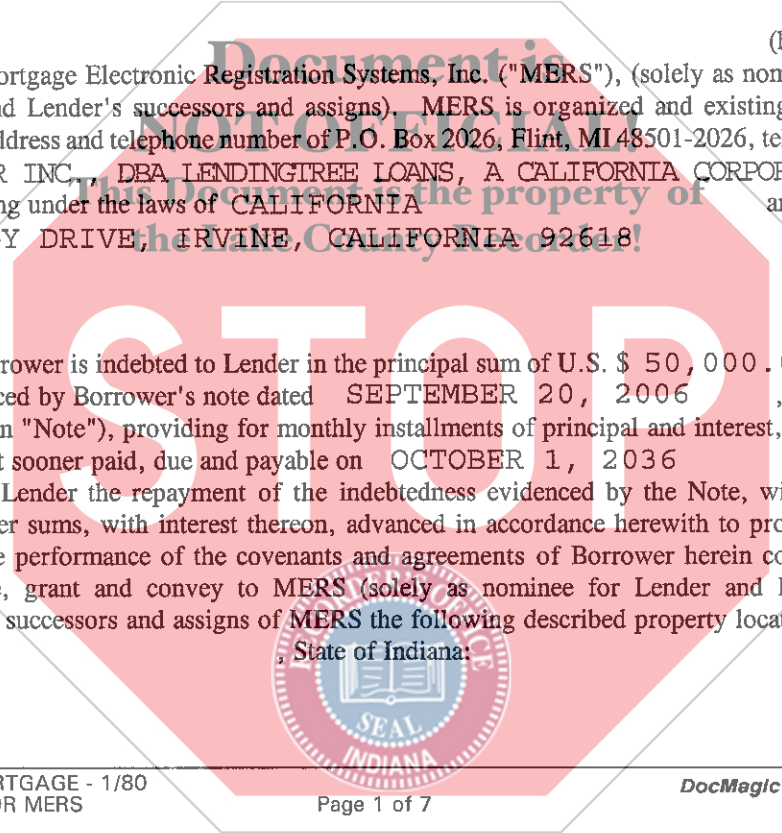 Document is
ortgage Electronic Registration Systems, Inc. ("MERS"), (solely as nom
nd Lender's successors and assigns). MERS is organized and existing
NOT OFFICIAL!
ddress and telephone number of P.O. Box 2026, Flint, MI 48501-2026, tel
R INC., DBA LENDINGTREE LOANS, A CALIFORNIA CORPOR
This Document is the property of
ng under the laws of CALIFORNIA an
Y DRIVE, IRVINE, CALIFORNIA 92618
the Lake County Recorder!
STOP
rrower is indebted to Lender in the principal sum of U.S. $ 50,000.
ced by Borrower's note dated SEPTEMBER 20, 2006 ,
n "Note"), providing for monthly installments of principal and interest,
t sooner paid, due and payable on OCTOBER 1, 2036
Lender the repayment of the indebtedness evidenced by the Note, wi
er sums, with interest thereon, advanced in accordance herewith to pro
e performance of the covenants and agreements of Borrower herein co
, grant and convey to MERS (solely as nominee for Lender and
successors and assigns of MERS the following described property locat
, State of Indiana:
SEAL
INDIANA
RTGAGE - 1/80
OR MERS
Page 1 of 7
DocMagic